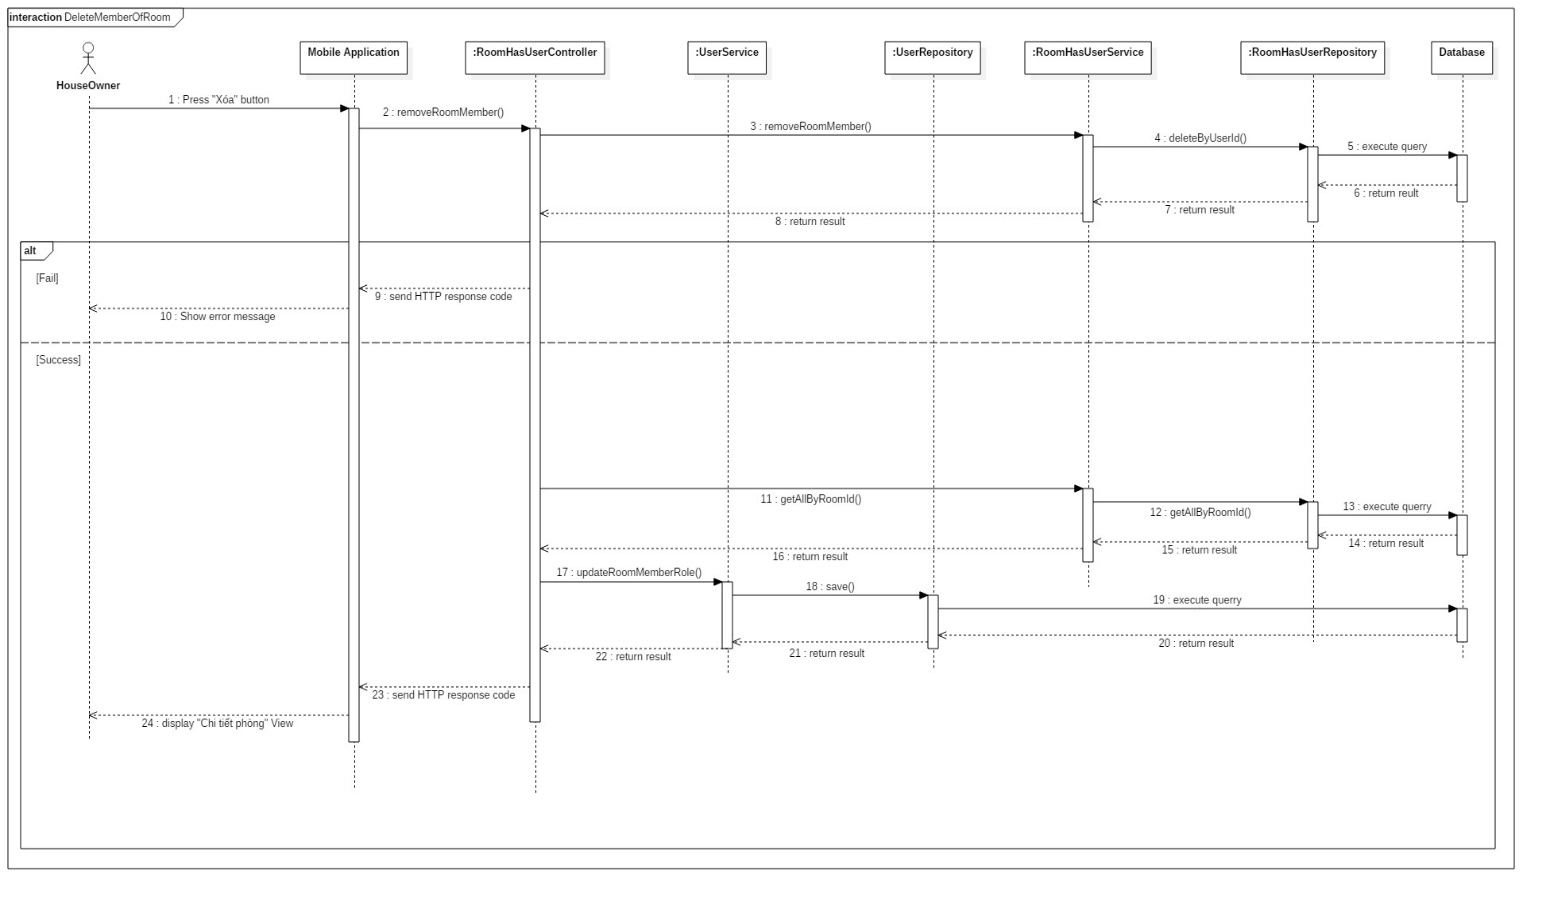 interaction DeleteMemberOfRoom
HouseOwner
Mobile Application
:RoomHasUserController
:UserService
:UserRepository
:RoomHasUserService
:RoomHasUserRepository
Database
1 : Press "Xóa" button
2 : removeRoomMember()
3 : removeRoomMember()
4 : deleteByUserId()
5 : execute query
6 : return reult
7 : return result
8 : return result
alt
[Fail]
9 : send HTTP response code
10 : Show error message
[Success]
11 : getAllByRoomId()
12 : getAllByRoomId()
13 : execute querry
14 : return result
15 : return result
16 : return result
17 : updateRoomMemberRole()
18 : save()
19 : execute querry
20 : return result
21 : return result
22 : return result
23 : send HTTP response code
24 : display "Chi tiết phòng" View